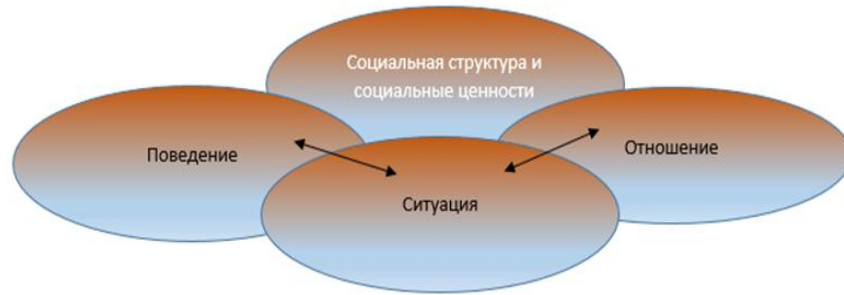 Социальная структура и
социальные ценности
Поведение
Отношение
Ситуация